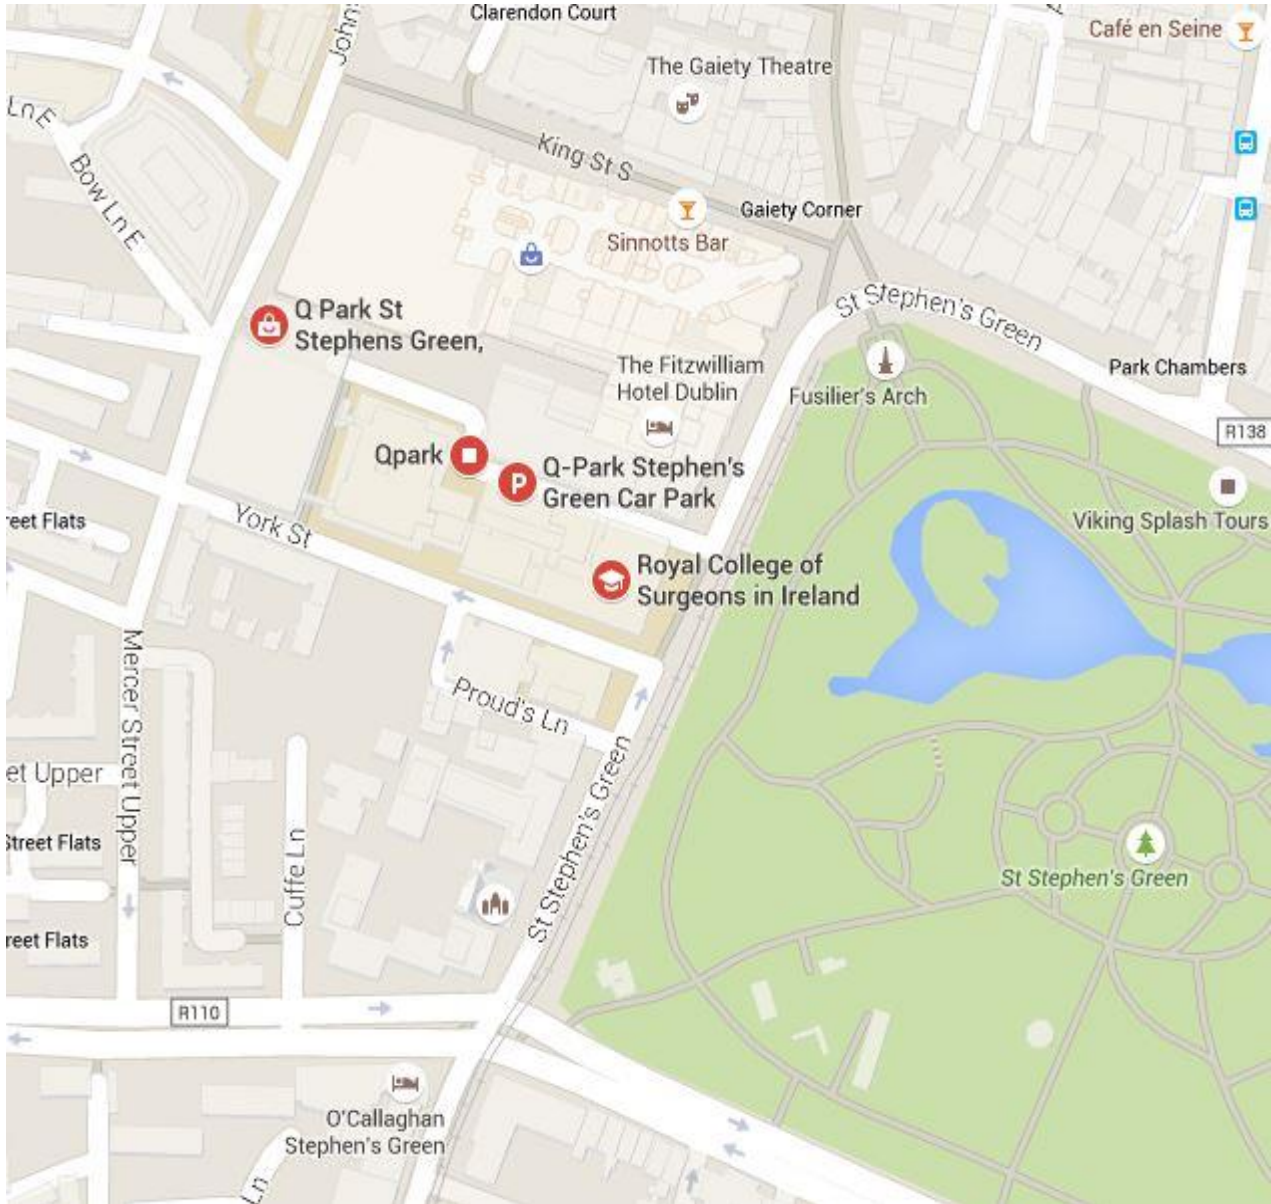 Clarendon Court
Café en Seine
Johns
The Gaiety Theatre
Ln E
King St S
Bow Ln E
Gaiety Corner
Sinnotts Bar
St Stephen's Green
Q Park St
Stephens Green,
The Fitzwilliam
Hotel Dublin
Park Chambers
Fusilier's Arch
R138
Qpark
Q-Park Stephen's
Green Car Park
P
Viking Splash Tours
reet Flats
York St
Royal College of
Surgeons in Ireland
Mercer Street Upper
Proud's Ln
et Upper
St Stephen's Green
Street Flats
Cuffe Ln
St Stephen's Green
reet Flats
R110
O'Callaghan
Stephen's Green
Ln